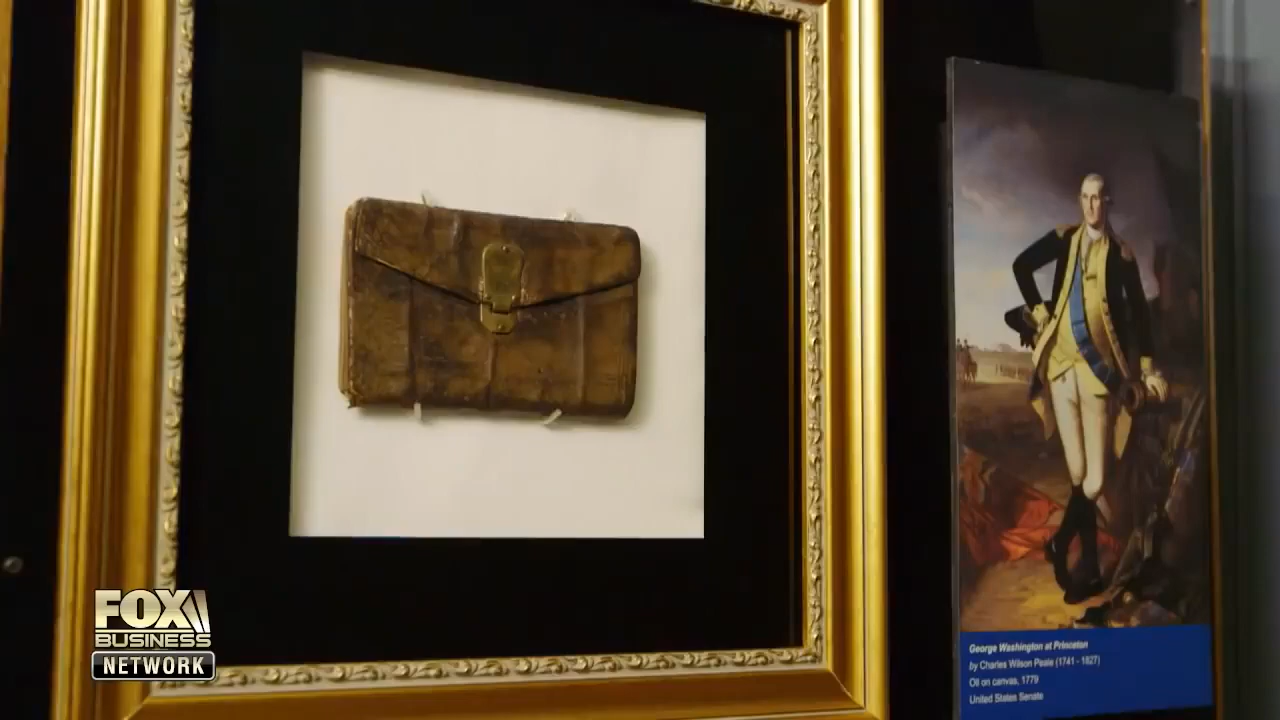 FOX
BUSINESS
NETWORK
George Washington at Princeton
by Charles Wilson Peale (1741 - 1827)
Oil on canvas, 1779
United States Senate